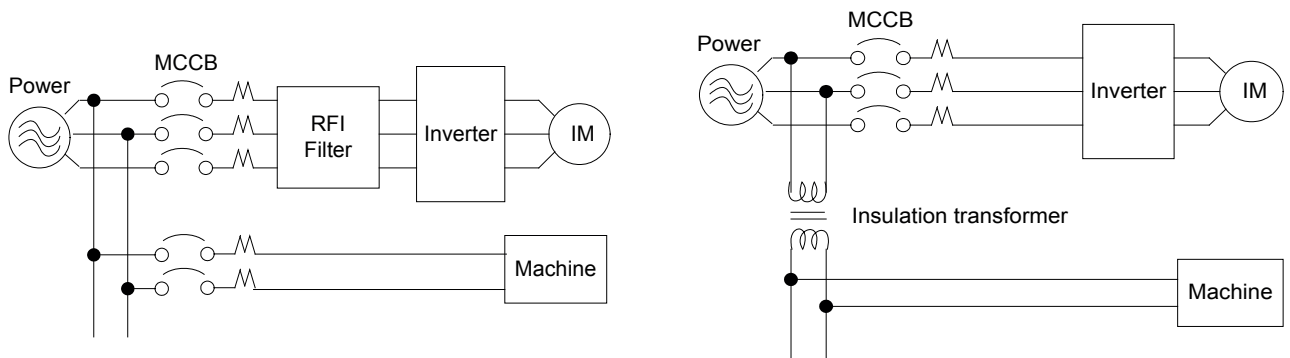 Power
MCCB
RFI
Filter
Inverter
IM
Machine
Power
MCCB
Inverter
IM
Insulation transformer
Machine